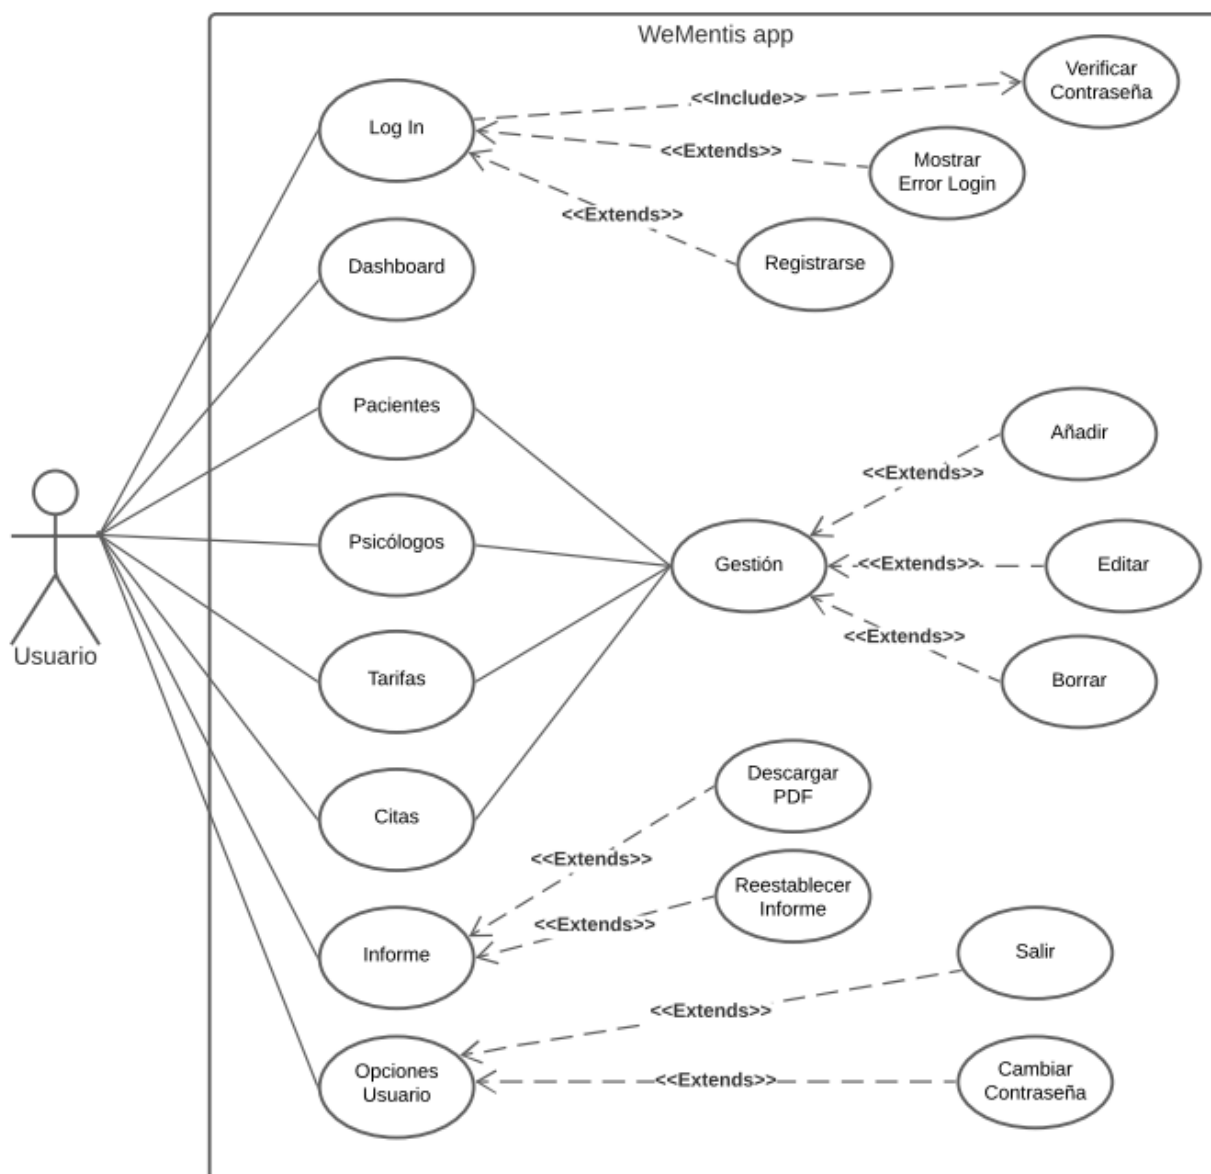 WeMentis app
Verificar
Contraseña
<<Include>>
Log In
<<Extends>>
Mostrar
Error Login
<<Extends>>
Registrarse
Dashboard
Pacientes
Añadir
<<Extends>>
Psicólogos
Gestión
<<Extends>>
Editar
<<Extends>>
Usuario
Tarifas
Borrar
Descargar
PDF
Citas
<<Extends>>
Reestablecer
Informe
<<Extends>>
Informe
Salir
<<Extends>>
Opciones
Usuario
<<Extends>>
Cambiar
Contraseña